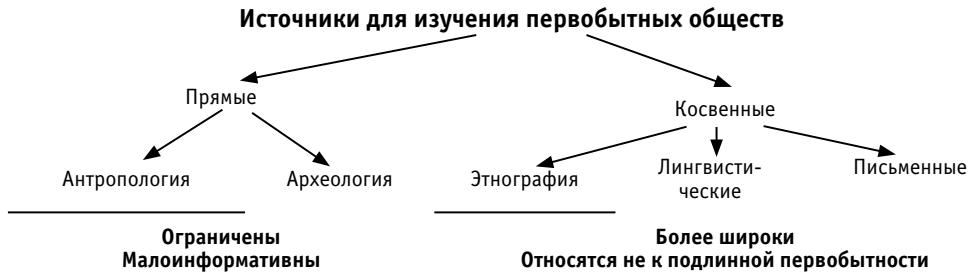 Источники для изучения первобытных обществ
Прямые
Косвенные
Антропология
Археология
Этнография
Лингвисти-
ческие
Письменные
Ограничены
Малоинформативны
Более широки
Относятся не к подлинной первобытности